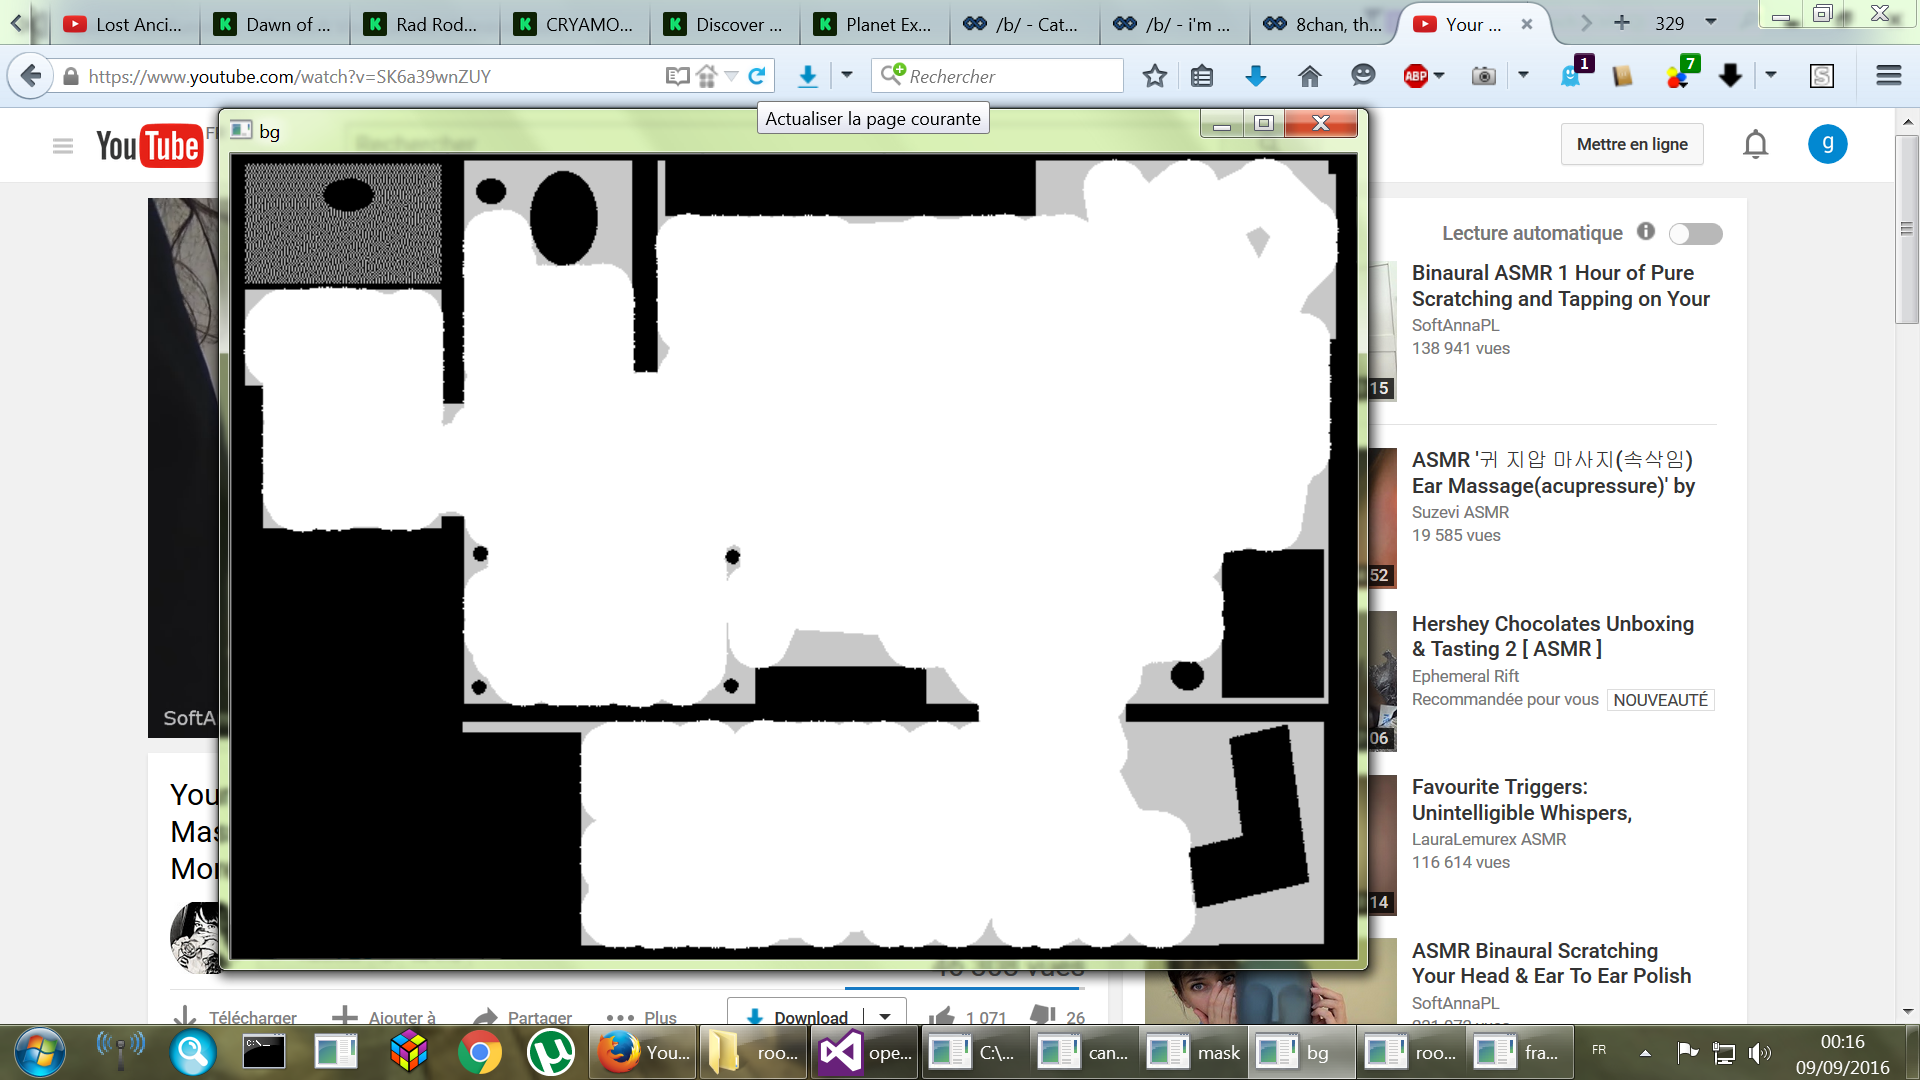 Lost Anci...
Dawn of ...
Rad Rod...
CRYAMO...
Discover ...
Planet Ex...
/b/ - Cat...
/b/ - i'm ...
8chan, th...
Your ...
329
https://www.youtube.com/watch?v=SK6a39wnZUY
Rechercher
ABP
1
7
Actualiser la page courante
YouTube
Mettre en ligne
g
bg
Lecture automatique
Binaural ASMR 1 Hour of Pure
Scratching and Tapping on Your
SoftAnnaPL
138 941 vues
15
ASMR '귀 지압 마사지(속삭임)
Ear Massage(acupressure)' by
Suzevi ASMR
19 585 vues
52
Hershey Chocolates Unboxing
& Tasting 2 [ ASMR ]
Ephemeral Rift
Recommandée pour vous NOUVEAUTÉ
06
Favourite Triggers:
Unintelligible Whispers,
LauraLemurex ASMR
116 614 vues
14
ASMR Binaural Scratching
Your Head & Ear To Ear Polish
SoftAnnaPL
SoftA
You
Mas
Mor
Télécharger
Ajouter à
Partager
Plus
Download
1 071
26
You...
roo...
ope...
C:\...
can...
mask
bg
roo...
fra...
FR
00:16
09/09/2016